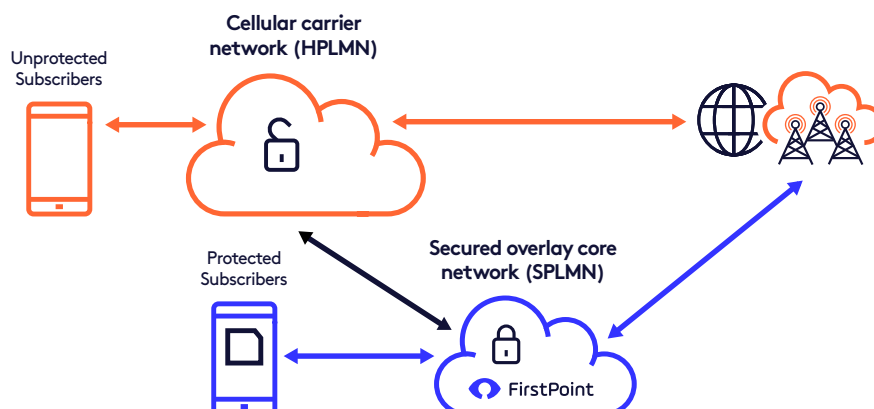 Cellular carrier
network (HPLMN)
Unprotected
Subscribers
Secured overlay core
network (SPLMN)
Protected
Subscribers
FirstPoint